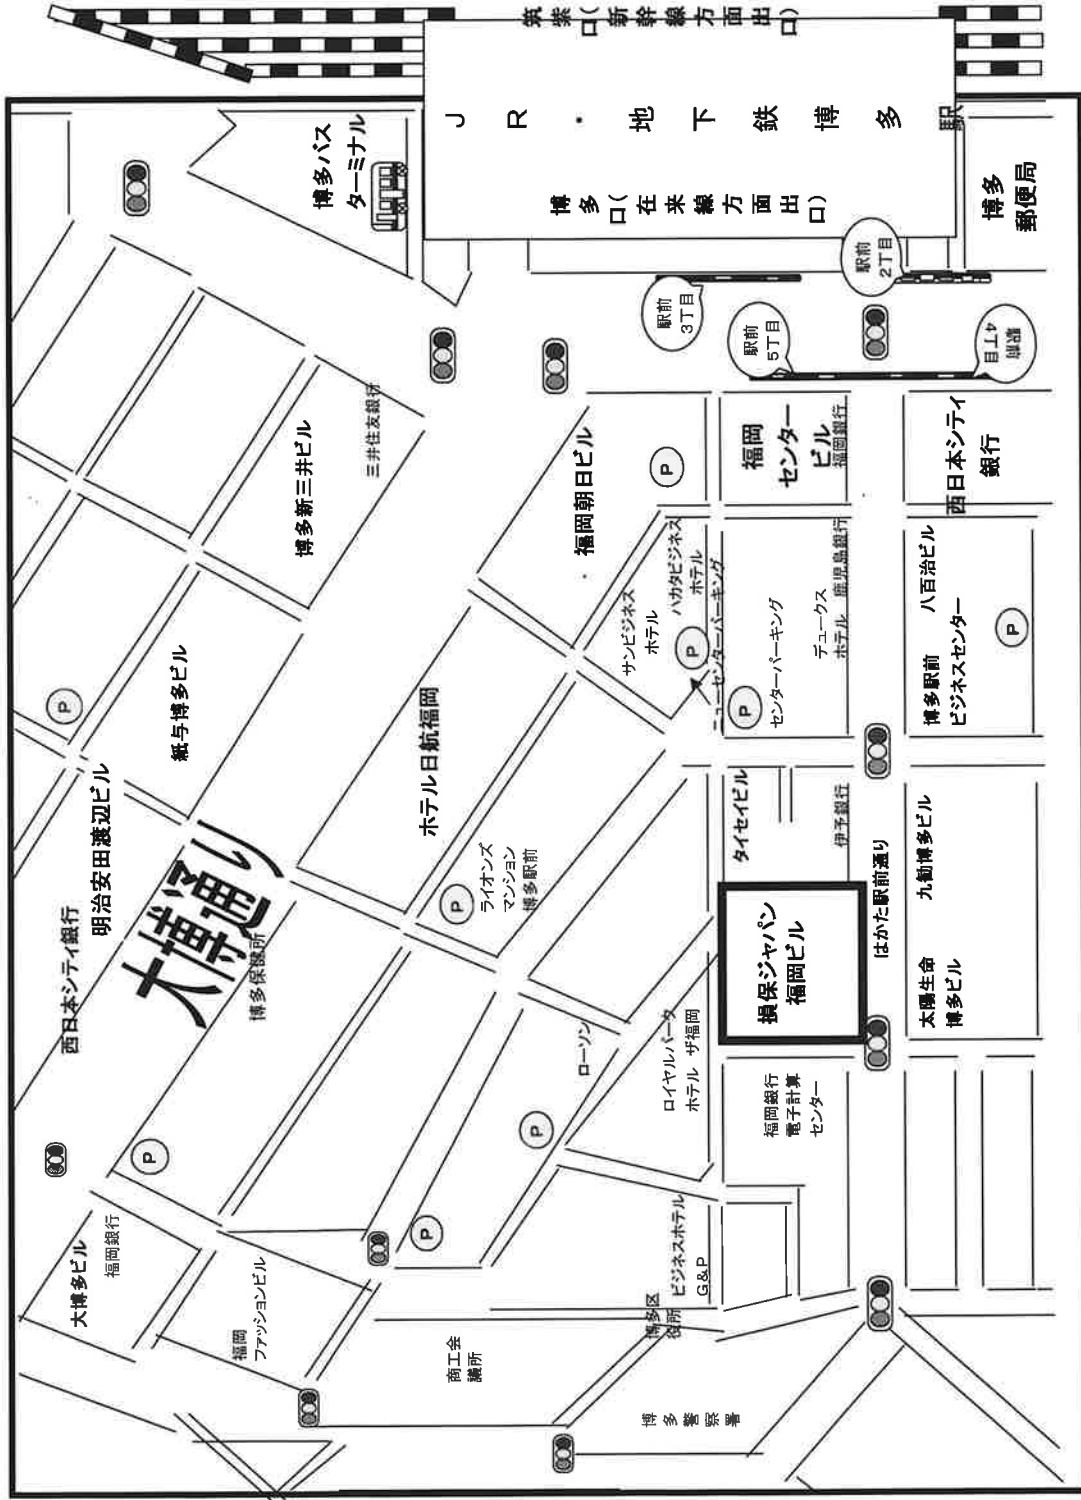 筑紫口(新幹線方面出口)
JR・地下鉄博多駅
博多口(在来線方面出口)
博多バス
ターミナル
博多
郵便局
駅前
3丁目
駅前
2丁目
駅前
5丁目
駅前
4丁目
三井住友銀行
博多新三井ビル
福岡朝日ビル
P
福岡
センター
ビル
福岡銀行
西日本シティ
銀行
紙与博多ビル
P
ホテル日航福岡
サンビジネス
ホテル
ハカタビジネス
ホテル
P
ニューセンターパーキング
P
センターパーキング
デュークス
ホテル
鹿児島銀行
八百治ビル
博多駅前
ビジネスセンター
P
明治安田渡辺ビル
西日本シティ銀行
大博通り
博多保健所
P
ライオンズ
マンション
博多駅前
タイセイビル
伊予銀行
はかた駅前通り
九勧博多ビル
損保ジャパン
福岡ビル
太陽生命
博多ビル
ローソン
ロイヤルパーク
ホテル ザ福岡
福岡銀行
電子計算
センター
P
P
P
大博多ビル
福岡銀行
福岡
ファッションビル
商工会
議所
博多区
役所
ビジネスホテル
G&P
博多警察署